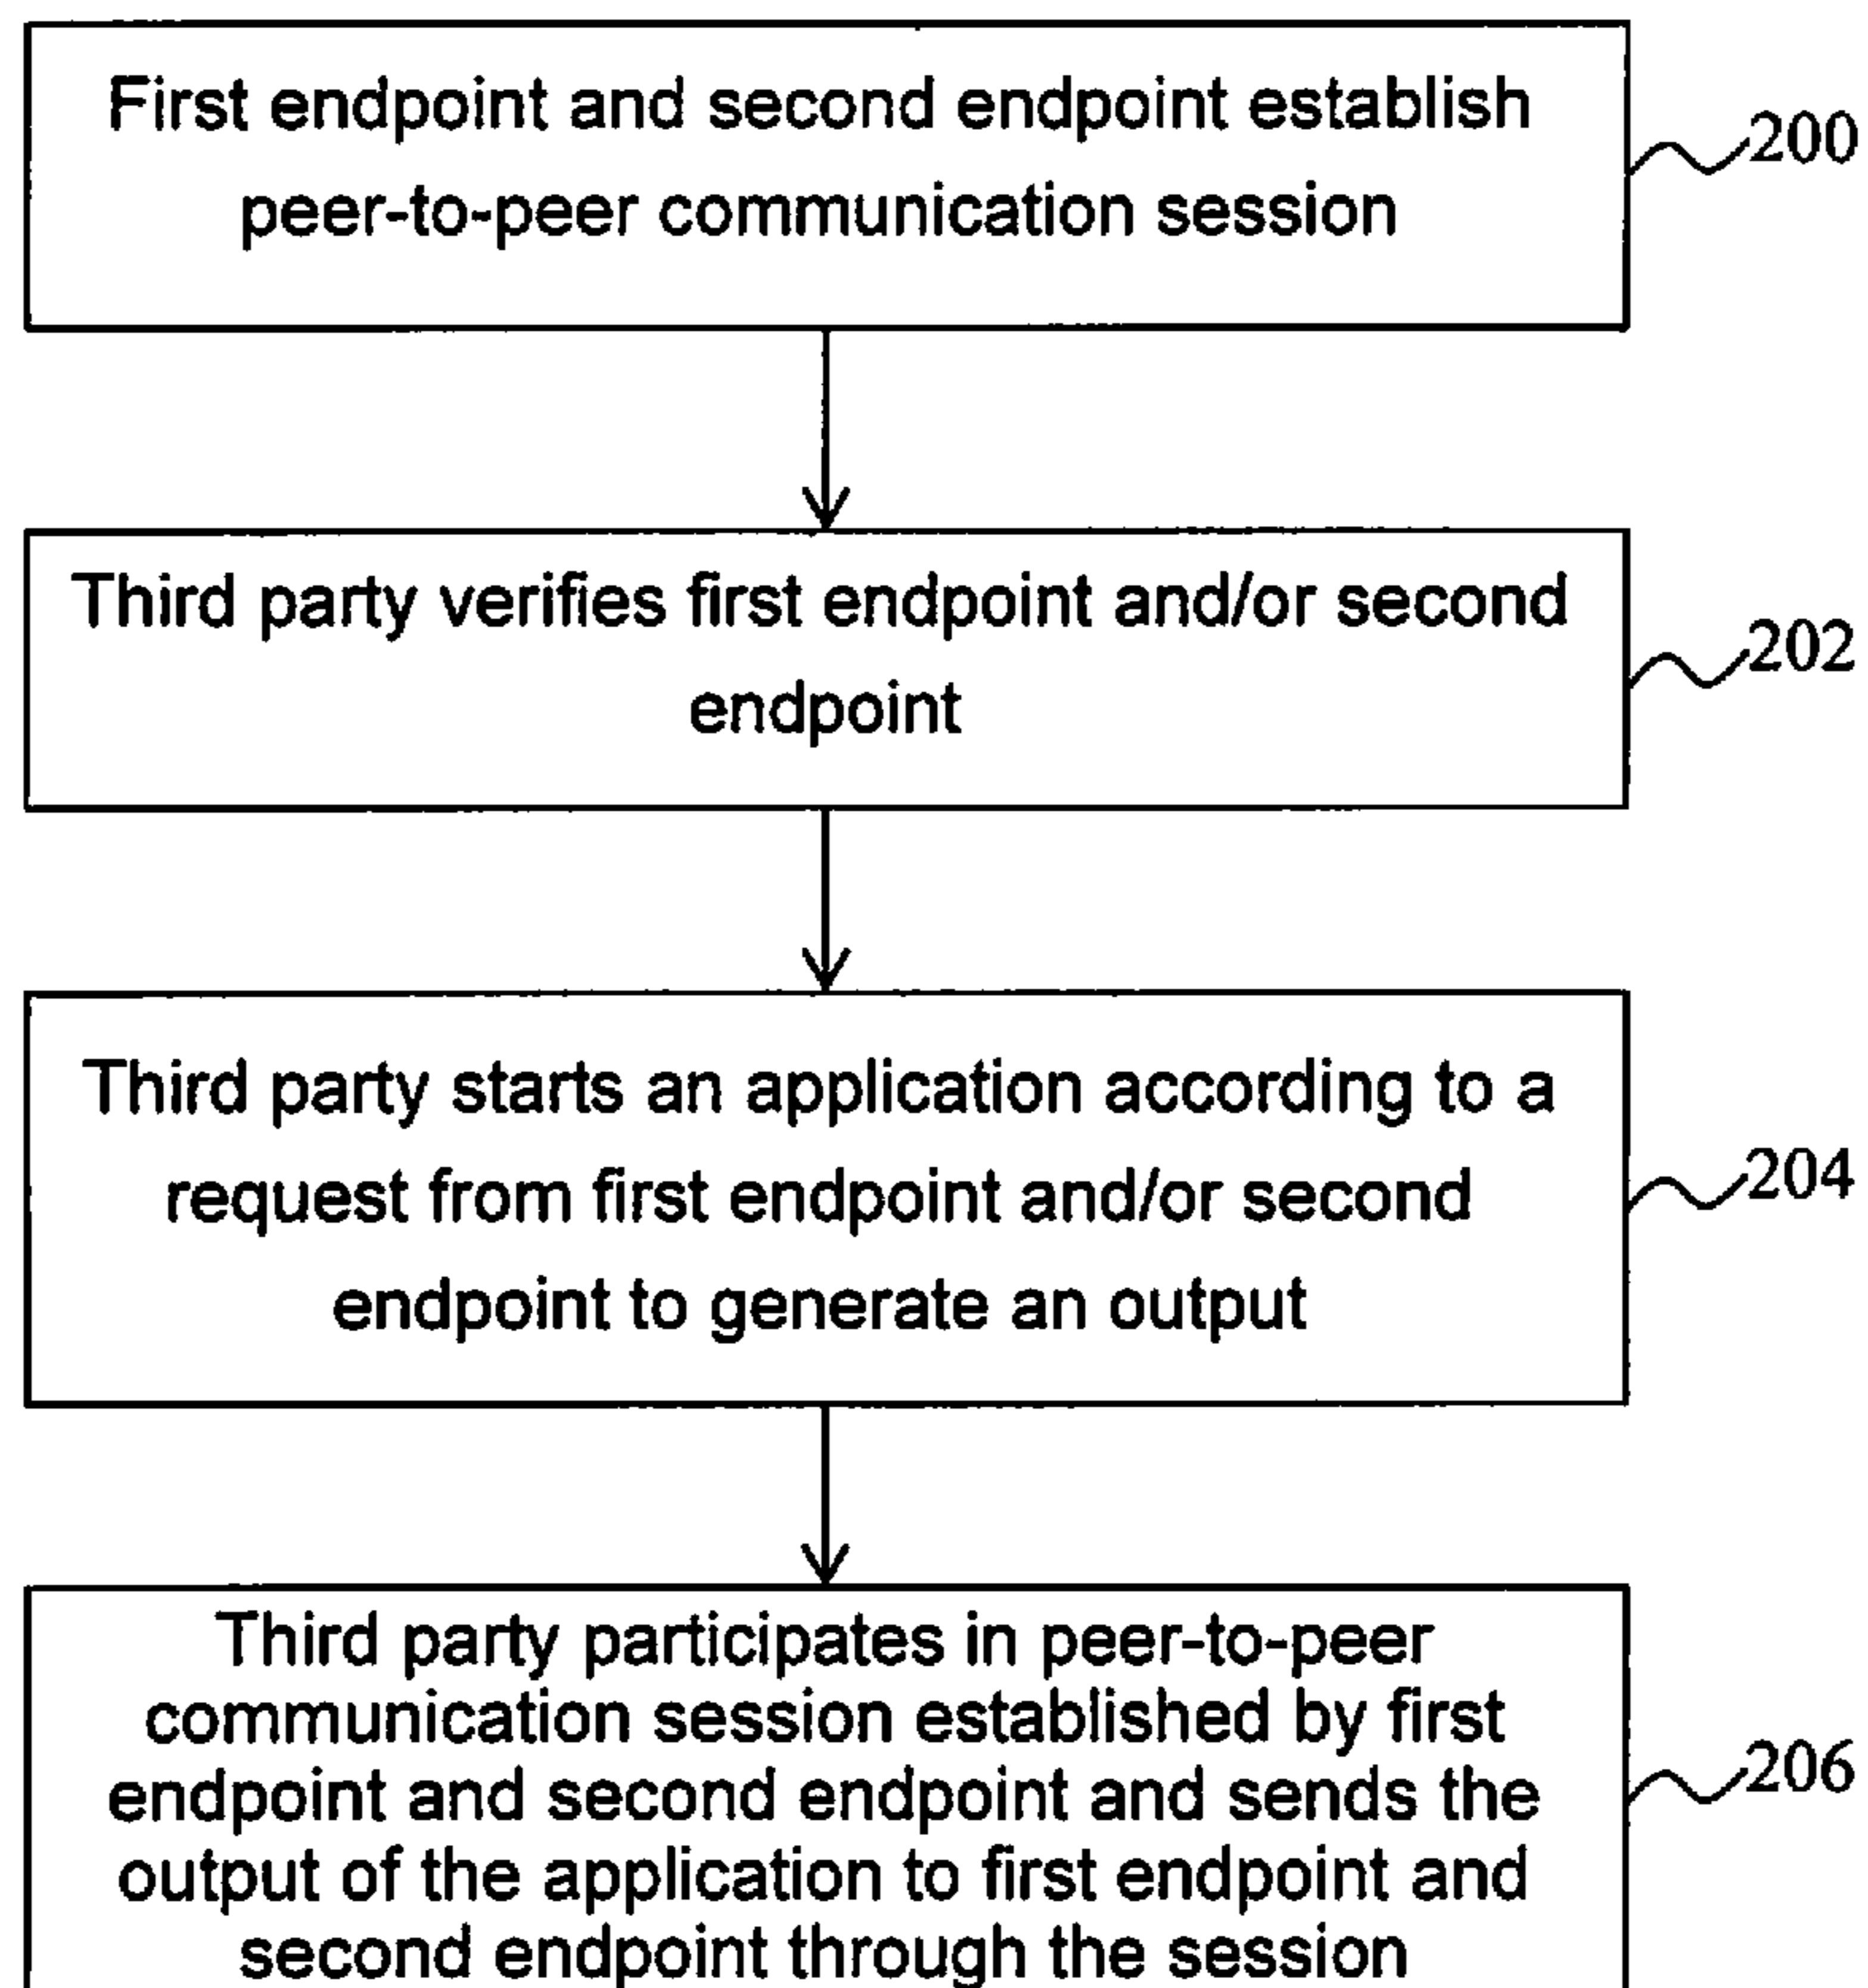 First endpoint and second endpoint establish
peer-to-peer communication session
200
Third party verifies first endpoint and/or second
endpoint
202
Third party starts an application according to a
request from first endpoint and/or second
endpoint to generate an output
204
Third party participates in peer-to-peer
communication session established by first
endpoint and second endpoint and sends the
output of the application to first endpoint and
second endpoint through the session
206